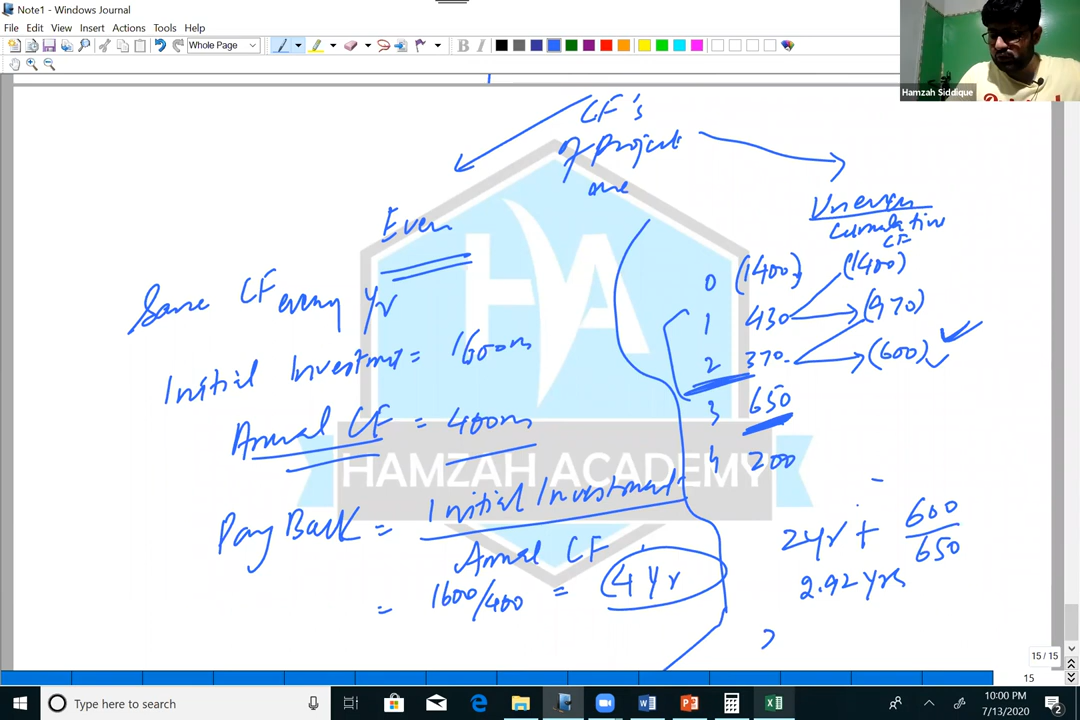 Note1 - Windows Journal
File Edit View Insert Actions Tools Help
Whole Page
B I
Hamzah Siddique
CF's
of project
are
Even
Uneven
Cumulative
CF
Same CF every yr
0 (1400) (1400)
1 430 (970)
2 370 (600)
3 650
4 200
Initial Investment = 1600m
Annual CF = 400m
HAMZAH ACADEMY
Pay Back = Initial Investment
Annual CF
= 1600/400 = 4 yr
2 yr + 600
650
2.92 yrs
15 / 15
15
Type here to search
10:00 PM
7/13/2020
2